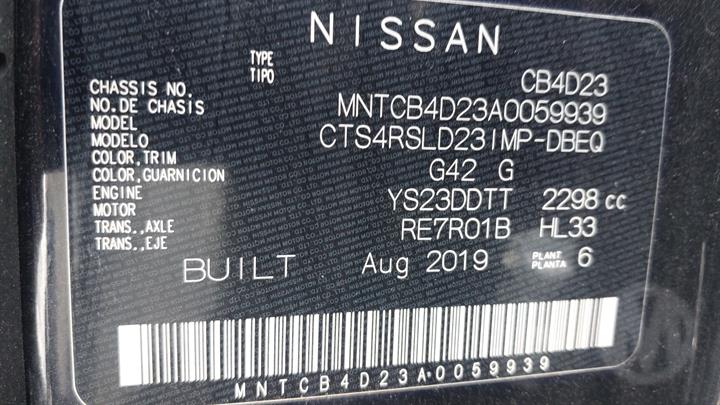 NISSAN
TYPE
TIPO CB4D23
CHASSIS NO.
NO. DE CHASIS MNTCB4D23A0059939
MODEL
MODELO CTS4RSLD23IMP-DBEQ
COLOR, TRIM
COLOR, GUARNICION G42 G
ENGINE
MOTOR YS23DDTT 2298 cc
TRANS., AXLE
TRANS., EJE RE7R01B HL33
BUILT Aug 2019 PLANT
PLANTA 6
MNTCB4D23A0059939